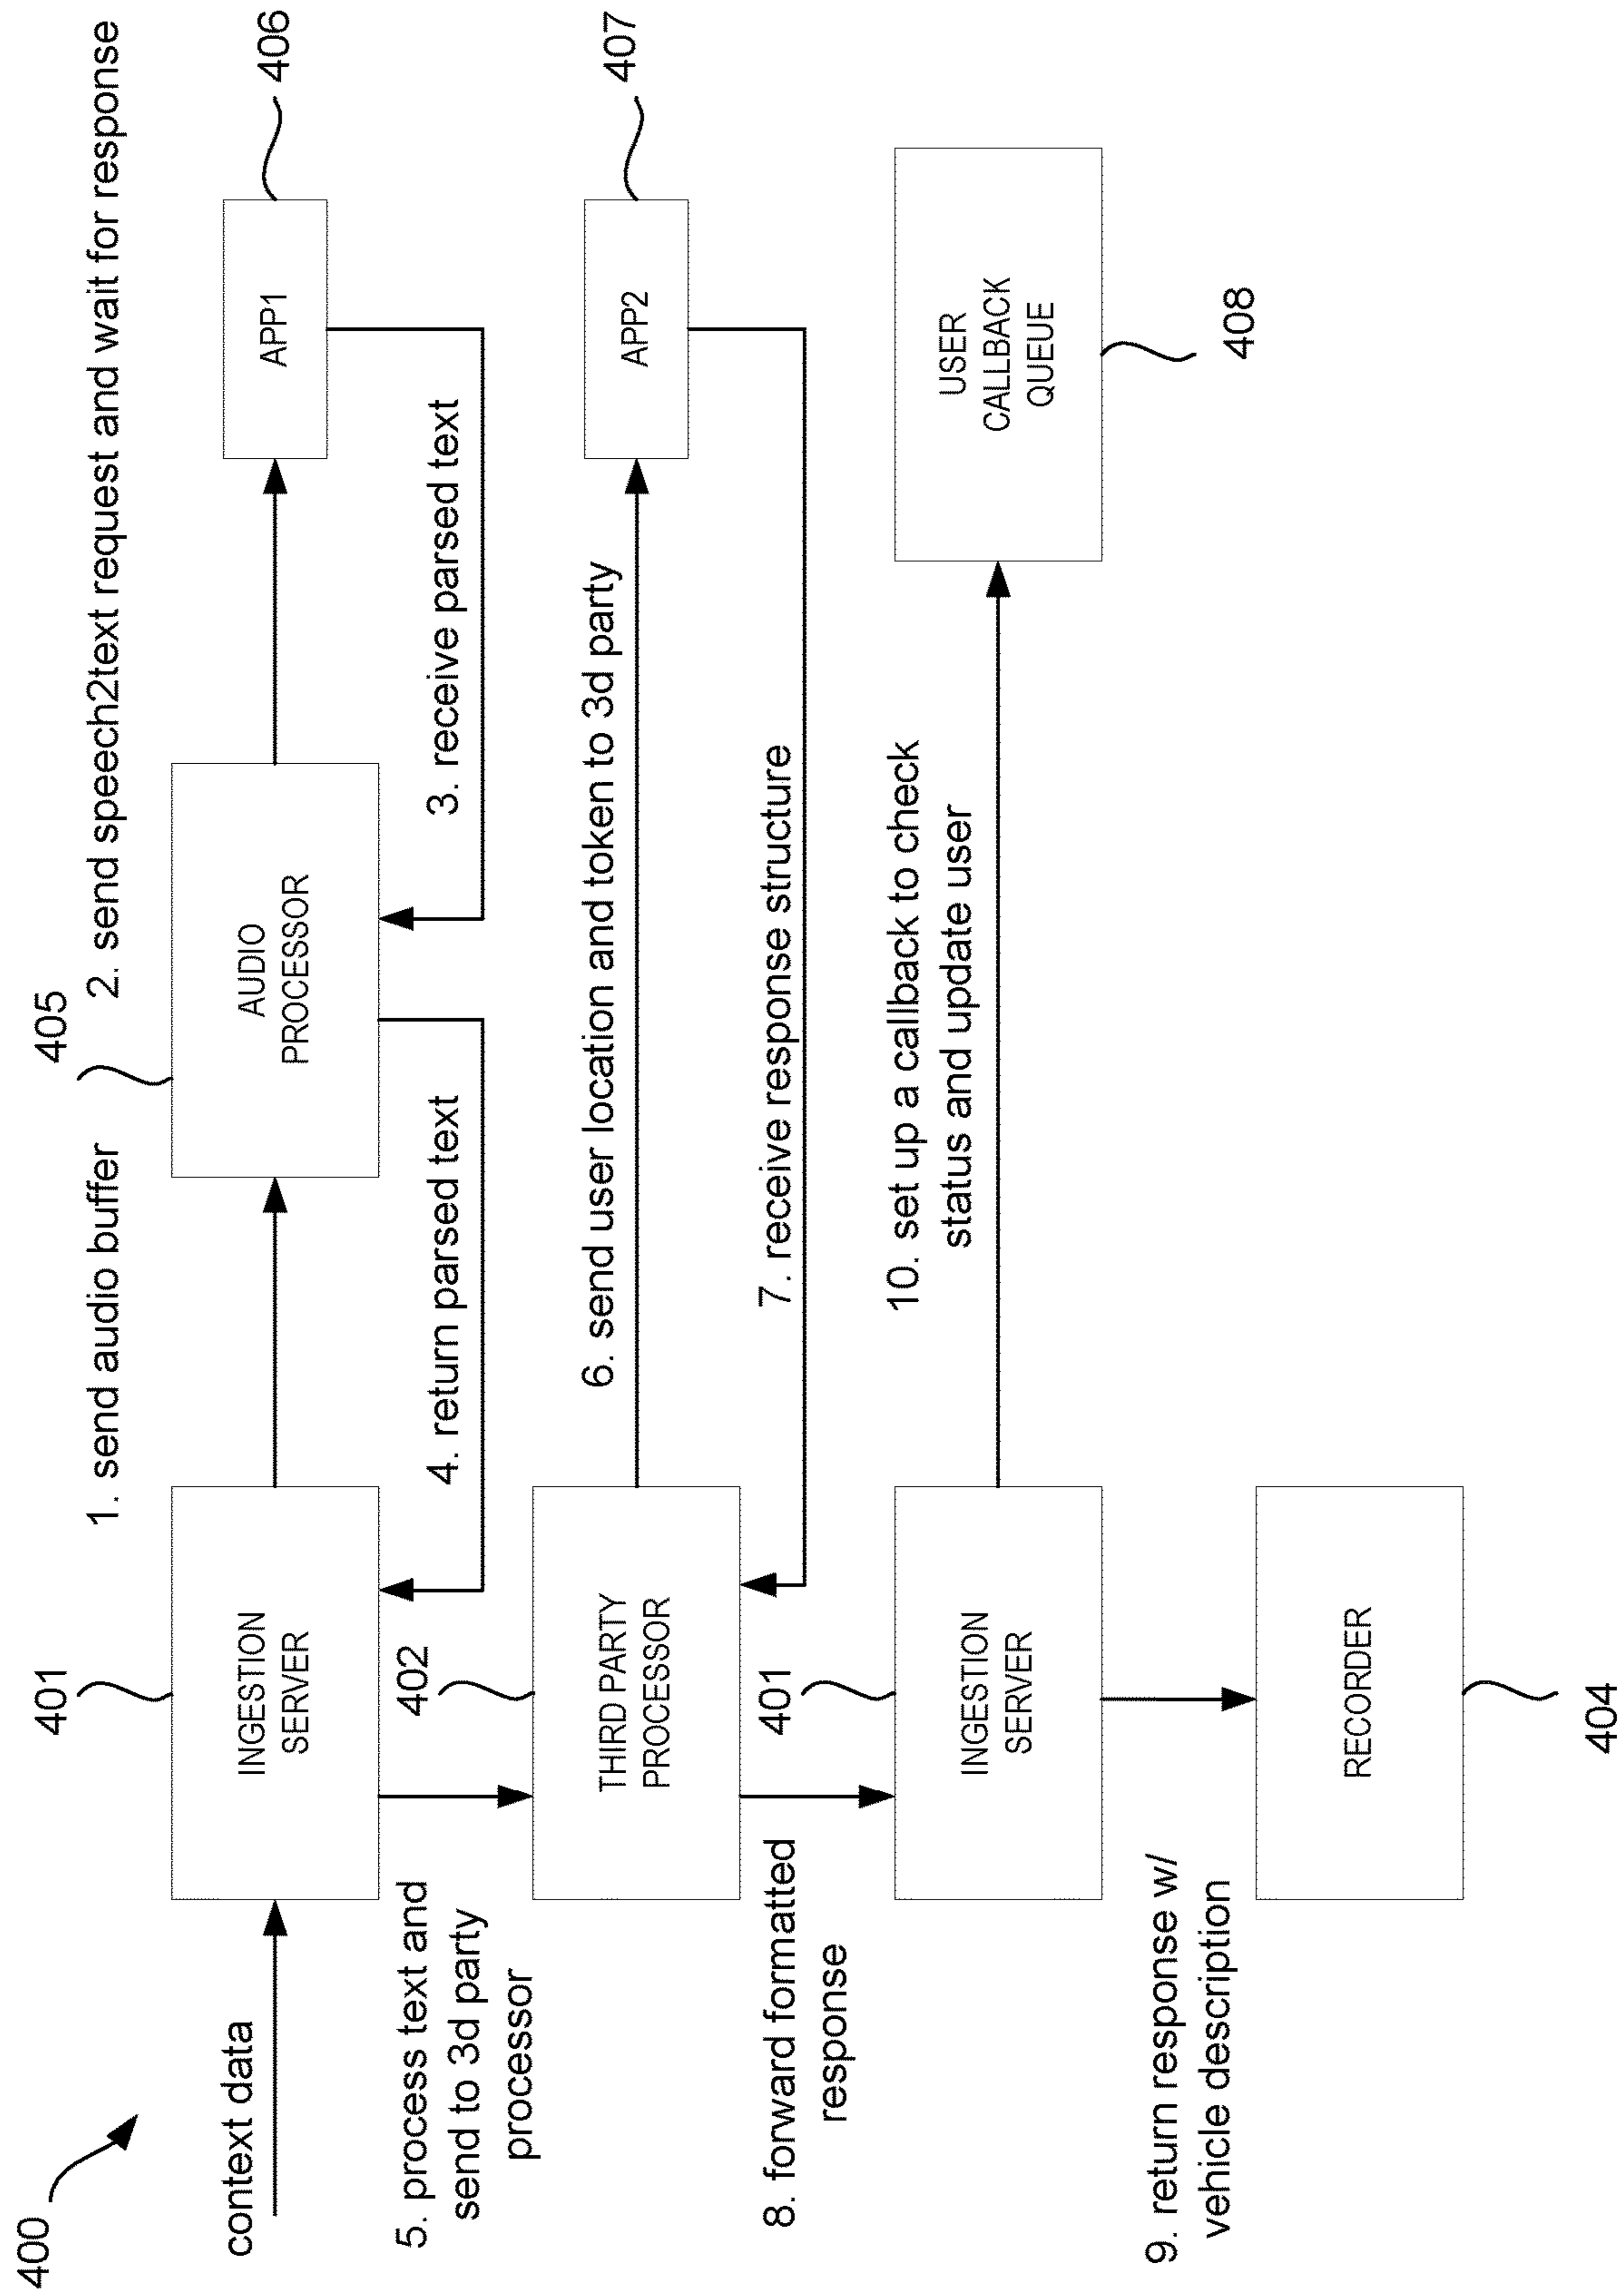 400
context data
401
INGESTION
SERVER
1. send audio buffer
405
AUDIO
PROCESSOR
2. send speech2text request and wait for response
APP1
406
3. receive parsed text
4. return parsed text
5. process text and
send to 3d party
processor
402
THIRD PARTY
PROCESSOR
6. send user location and token to 3d party
APP2
407
7. receive response structure
8. forward formatted
response
401
INGESTION
SERVER
10. set up a callback to check
status and update user
USER
CALLBACK
QUEUE
408
9. return response w/
vehicle description
RECORDER
404